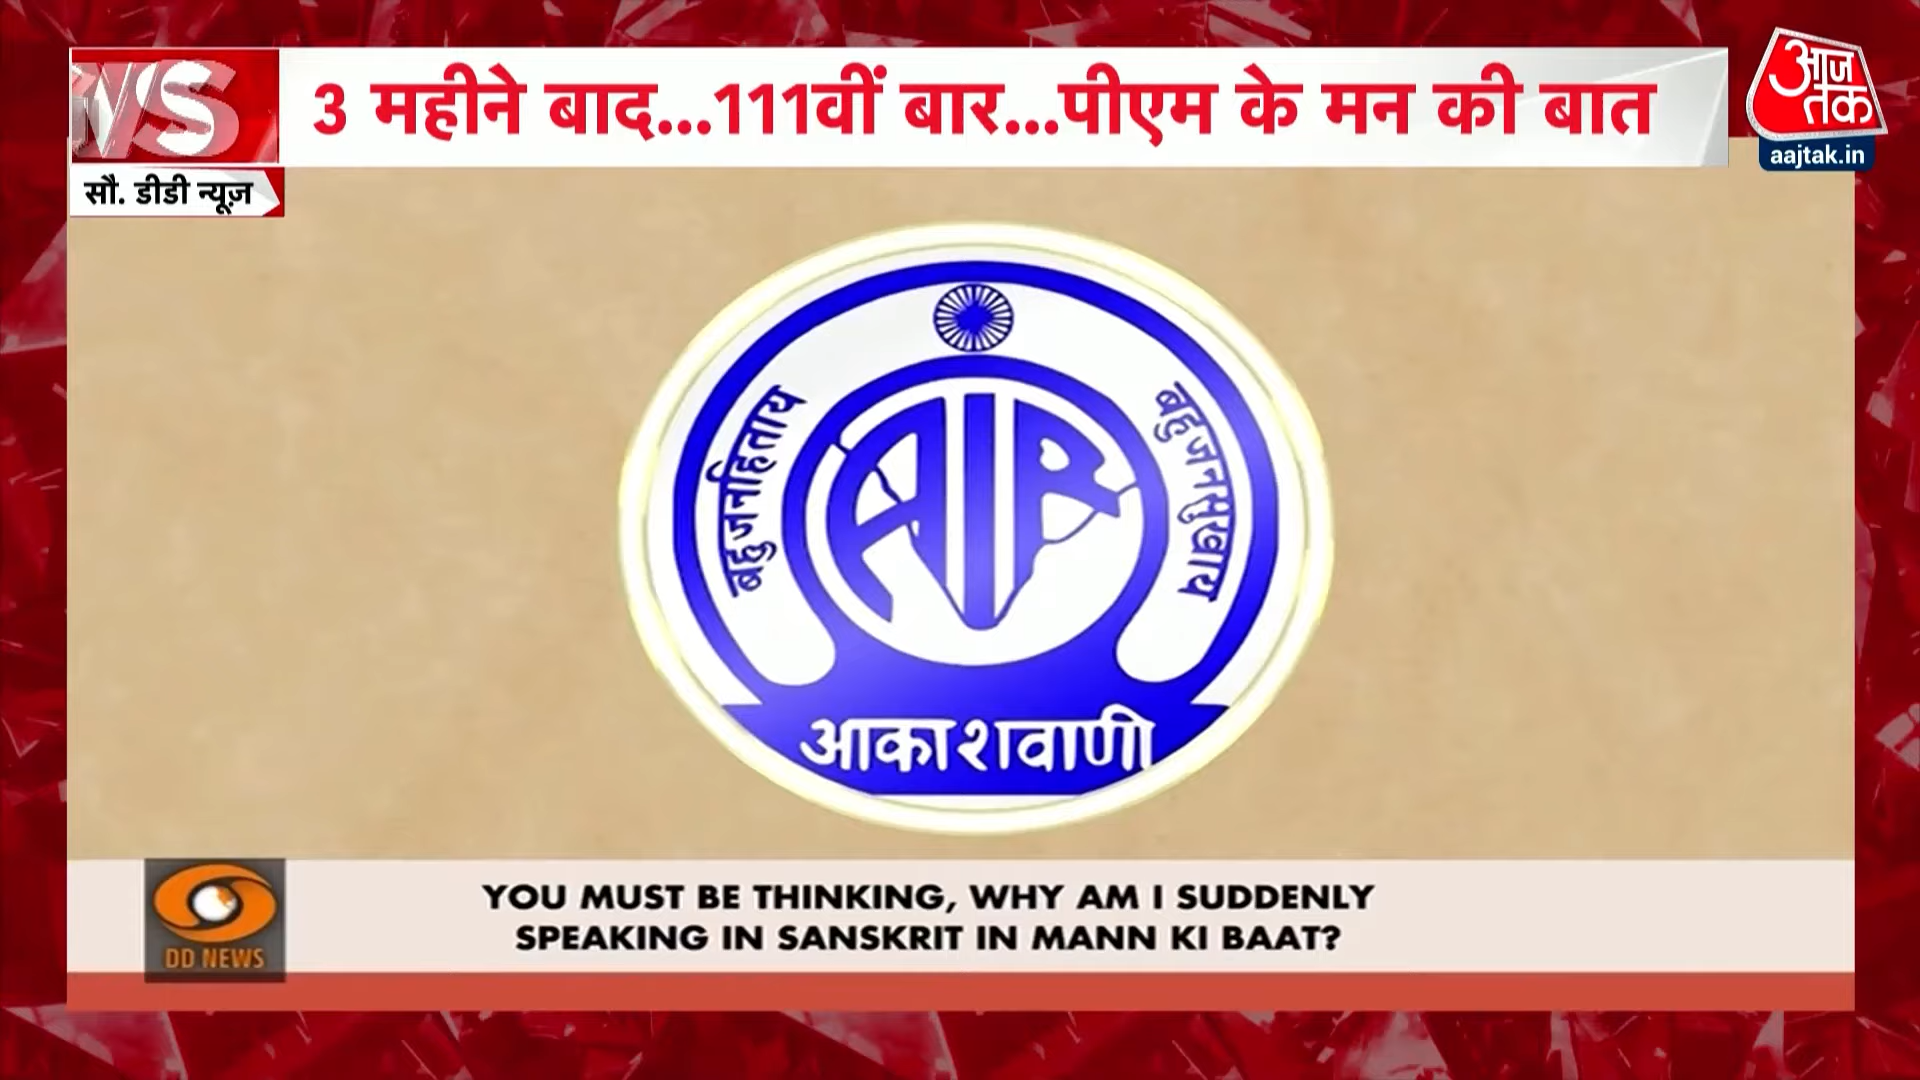 NS
3 महीने बाद...111वीं बार...पीएम के मन की बात
आज
तक
aajtak.in
सौ. डीडी न्यूज़
बहुजनहिताय
बहुजनसुखाय
AIR
आकाशवाणी
DD NEWS
YOU MUST BE THINKING, WHY AM I SUDDENLY
SPEAKING IN SANSKRIT IN MANN KI BAAT?